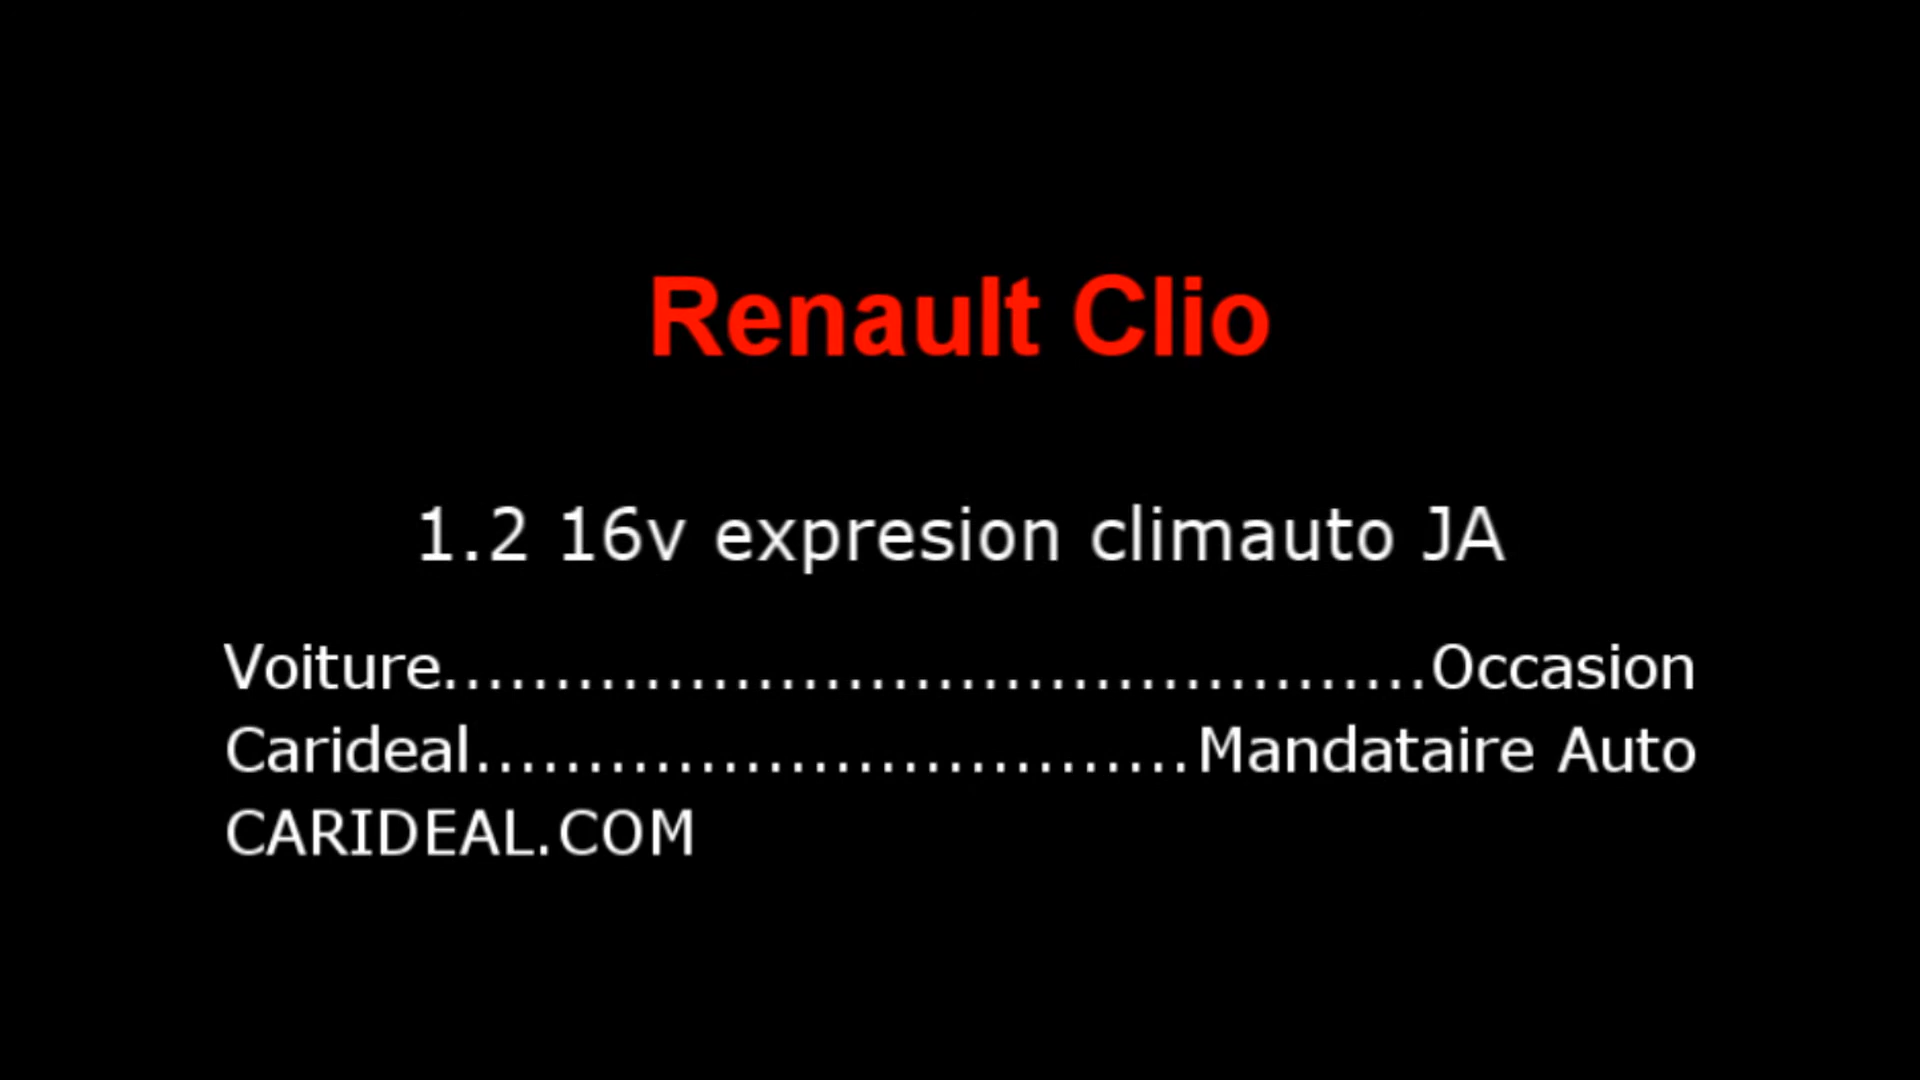 Renault Clio
1.2 16v expresion climauto JA
Voiture............................................Occasion
Carideal................................Mandataire Auto
CARIDEAL.COM